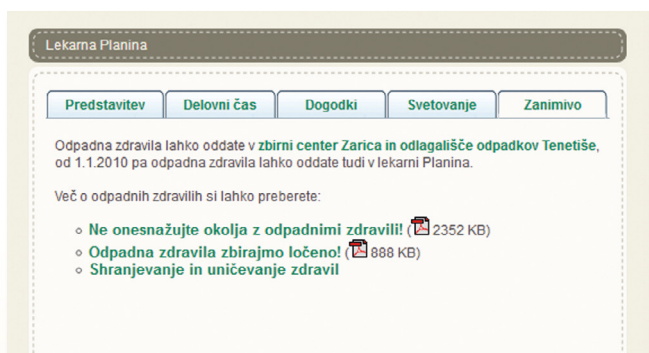 Lekarna Planina
Predstavitev Delovni čas Dogodki Svetovanje Zanimivo
Odpadna zdravila lahko oddate v zbirni center Zarica in odlagališče odpadkov Tenetiše,
od 1.1.2010 pa odpadna zdravila lahko oddate tudi v lekarni Planina.
Več o odpadnih zdravilih si lahko preberete:
Ne onesnažujte okolja z odpadnimi zdravili! (2352 KB)
Odpadna zdravila zbirajmo ločeno! (888 KB)
Shranjevanje in uničevanje zdravil